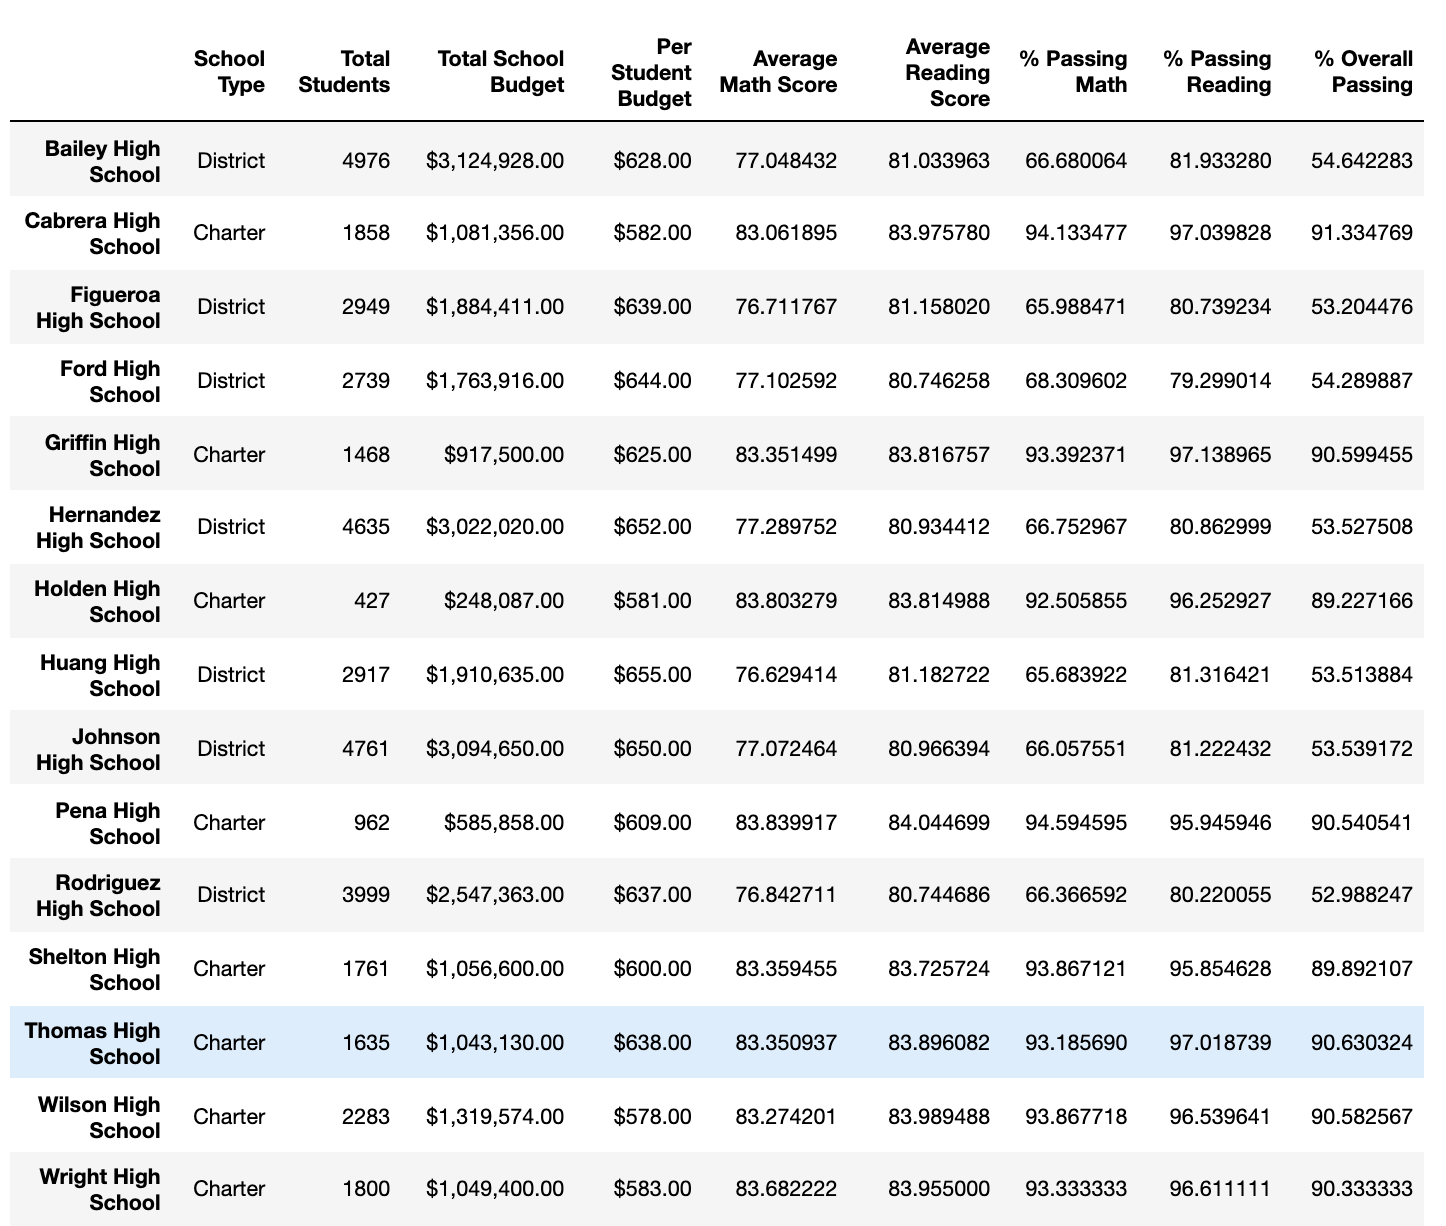 School Type Total Students Total School Budget Per Student Budget Average Math Score Average Reading Score % Passing Math % Passing Reading % Overall Passing
Bailey High School District 4976 $3,124,928.00 $628.00 77.048432 81.033963 66.680064 81.933280 54.642283
Cabrera High School Charter 1858 $1,081,356.00 $582.00 83.061895 83.975780 94.133477 97.039828 91.334769
Figueroa High School District 2949 $1,884,411.00 $639.00 76.711767 81.158020 65.988471 80.739234 53.204476
Ford High School District 2739 $1,763,916.00 $644.00 77.102592 80.746258 68.309602 79.299014 54.289887
Griffin High School Charter 1468 $917,500.00 $625.00 83.351499 83.816757 93.392371 97.138965 90.599455
Hernandez High School District 4635 $3,022,020.00 $652.00 77.289752 80.934412 66.752967 80.862999 53.527508
Holden High School Charter 427 $248,087.00 $581.00 83.803279 83.814988 92.505855 96.252927 89.227166
Huang High School District 2917 $1,910,635.00 $655.00 76.629414 81.182722 65.683922 81.316421 53.513884
Johnson High School District 4761 $3,094,650.00 $650.00 77.072464 80.966394 66.057551 81.222432 53.539172
Pena High School Charter 962 $585,858.00 $609.00 83.839917 84.044699 94.594595 95.945946 90.540541
Rodriguez High School District 3999 $2,547,363.00 $637.00 76.842711 80.744686 66.366592 80.220055 52.988247
Shelton High School Charter 1761 $1,056,600.00 $600.00 83.359455 83.725724 93.867121 95.854628 89.892107
Thomas High School Charter 1635 $1,043,130.00 $638.00 83.350937 83.896082 93.185690 97.018739 90.630324
Wilson High School Charter 2283 $1,319,574.00 $578.00 83.274201 83.989488 93.867718 96.539641 90.582567
Wright High School Charter 1800 $1,049,400.00 $583.00 83.682222 83.955000 93.333333 96.611111 90.333333